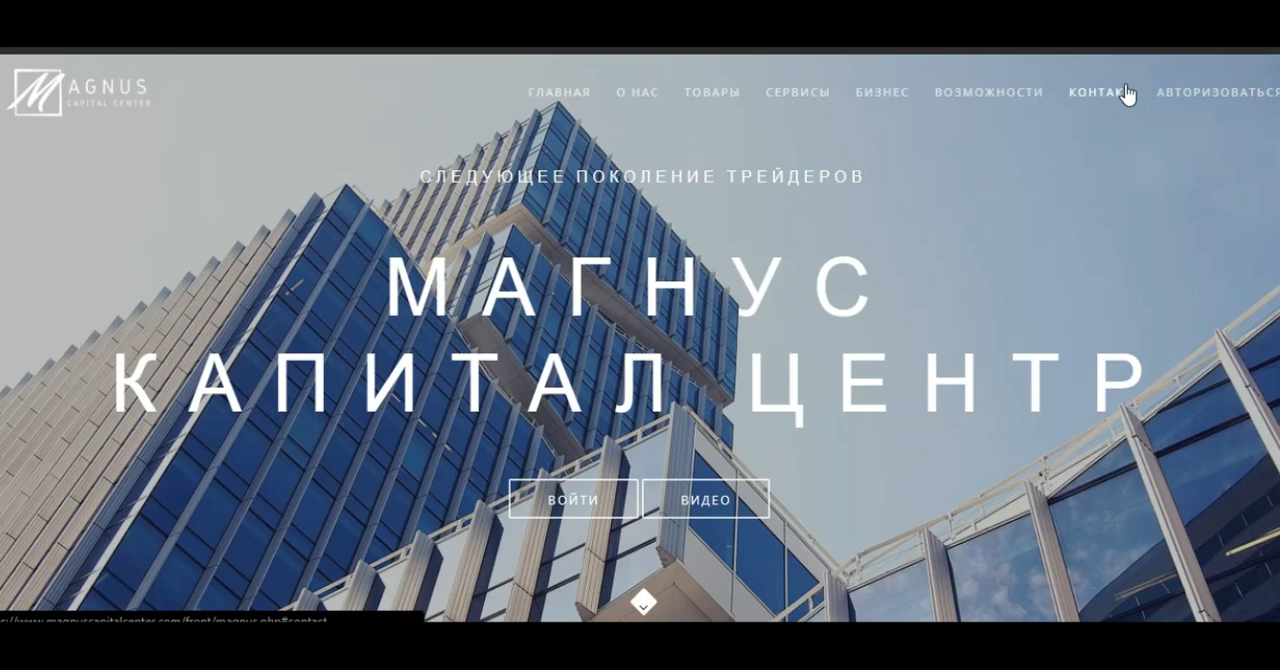 MAGNUS
CAPITAL CENTER
ГЛАВНАЯ О НАС ТОВАРЫ СЕРВИСЫ БИЗНЕС ВОЗМОЖНОСТИ АВТОРИЗОВАТЬСЯ
СЛЕДУЮЩЕЕ ПОКОЛЕНИЕ ТРЕЙДЕРОВ
МАГНУС
КАПИТАЛ ЦЕНТР
ВОЙТИ ВИДЕО